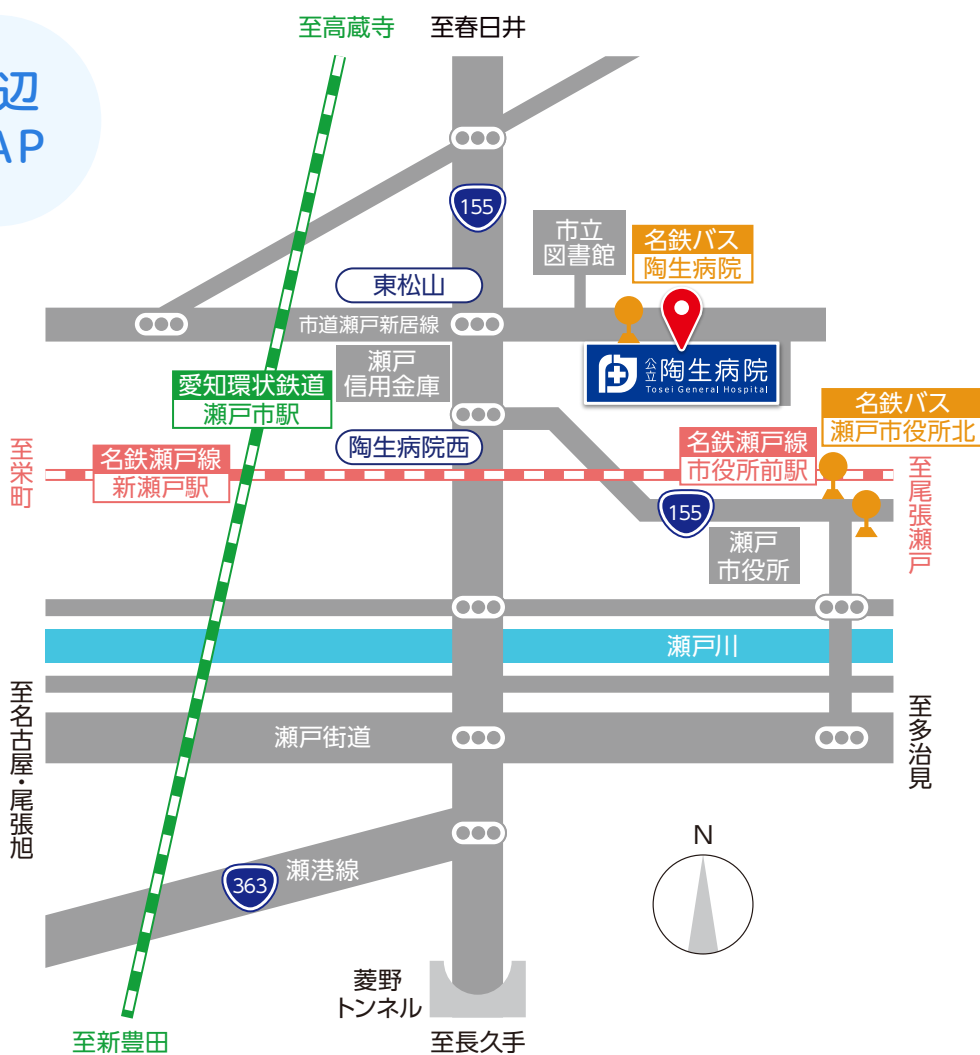 至高蔵寺
至春日井
辺
AP
155
市立
図書館
名鉄バス
陶生病院
東松山
市道瀬戸新居線
瀬戸
信用金庫
公立陶生病院
Tosei General Hospital
愛知環状鉄道
瀬戸市駅
名鉄バス
瀬戸市役所北
陶生病院西
名鉄瀬戸線
市役所前駅
至栄町
名鉄瀬戸線
新瀬戸駅
至尾張瀬戸
155
瀬戸
市役所
瀬戸川
至名古屋・尾張旭
至多治見
瀬戸街道
N
瀬港線
363
菱野
トンネル
至新豊田
至長久手